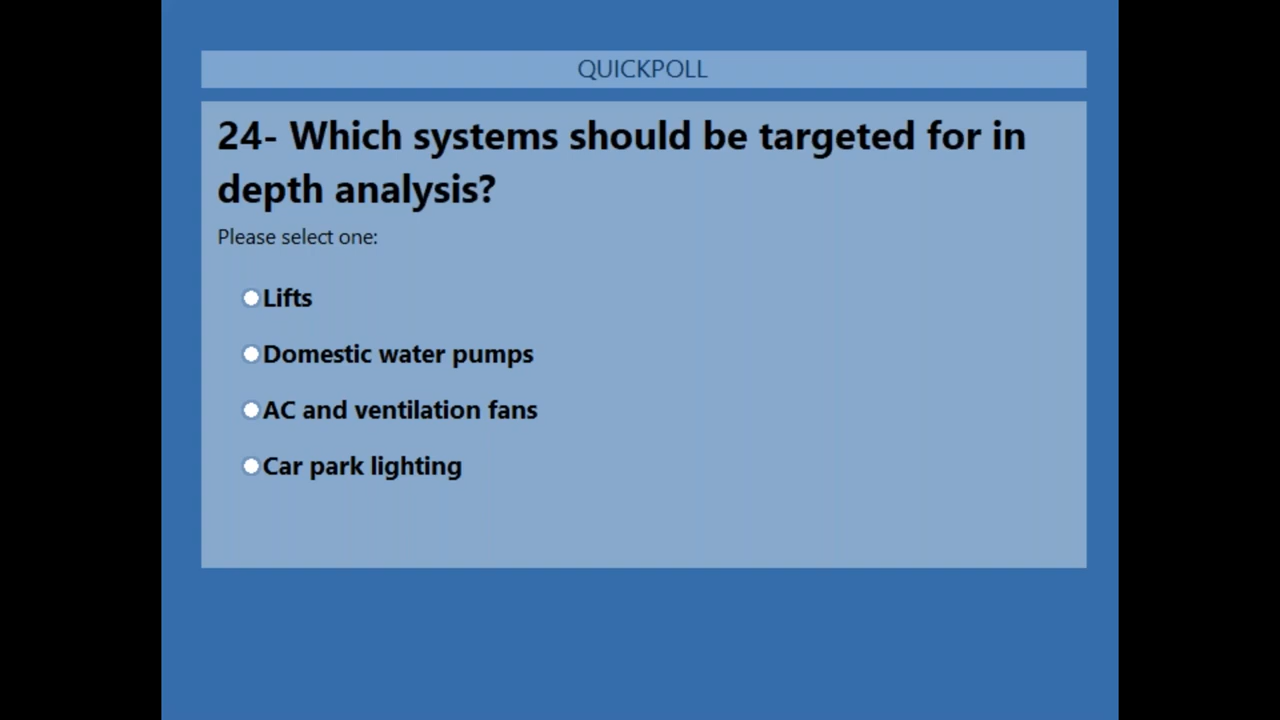 QUICKPOLL
24- Which systems should be targeted for in
depth analysis?
Please select one:
Lifts
Domestic water pumps
AC and ventilation fans
Car park lighting